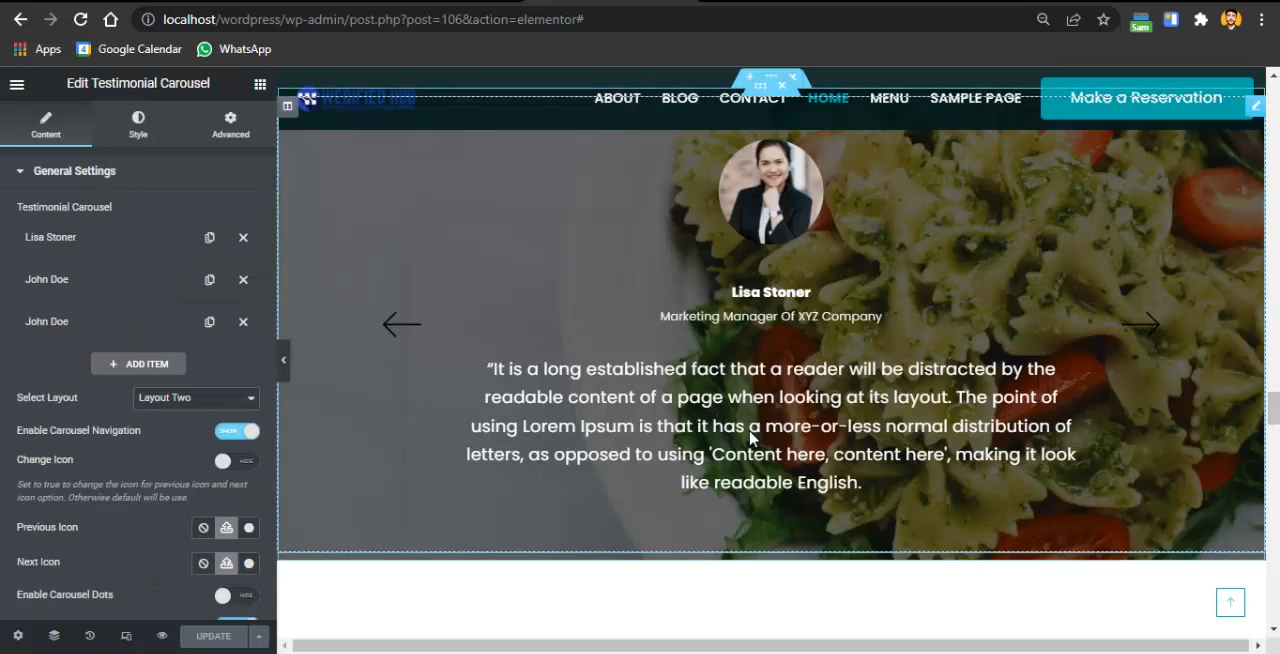 localhost/wordpress/wp-admin/post.php?post=106&action=elementor#
Sam
Apps Google Calendar WhatsApp
Edit Testimonial Carousel
Content Style Advanced
General Settings
Testimonial Carousel
Lisa Stoner
John Doe
John Doe
+ ADD ITEM
Select Layout Layout Two
Enable Carousel Navigation SHOW
Change Icon HIDE
Set to true to change the icon for previous icon and next
icon option. Otherwise default will be use.
Previous Icon
Next Icon
Enable Carousel Dots HIDE
UPDATE
WEBIFIED HUB
ABOUT BLOG CONTACT HOME MENU SAMPLE PAGE Make a Reservation
Lisa Stoner
Marketing Manager Of XYZ Company
“It is a long established fact that a reader will be distracted by the
readable content of a page when looking at its layout. The point of
using Lorem Ipsum is that it has a more-or-less normal distribution of
letters, as opposed to using 'Content here, content here', making it look
like readable English.